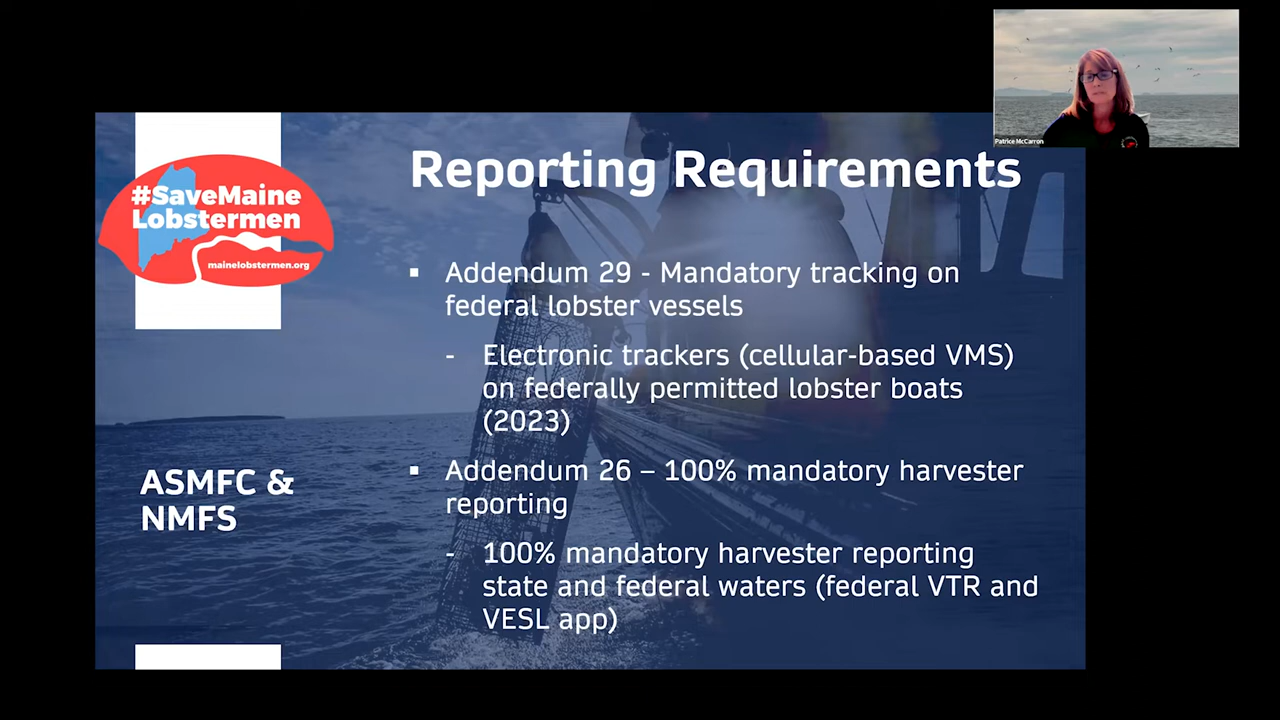 Patrice McCarron
Reporting Requirements
#SaveMaine
Lobstermen
mainelobstermen.org
▪ Addendum 29 - Mandatory tracking on
federal lobster vessels
- Electronic trackers (cellular-based VMS)
on federally permitted lobster boats
(2023)
▪ Addendum 26 – 100% mandatory harvester
reporting
- 100% mandatory harvester reporting
state and federal waters (federal VTR and
VESL app)
ASMFC &
NMFS